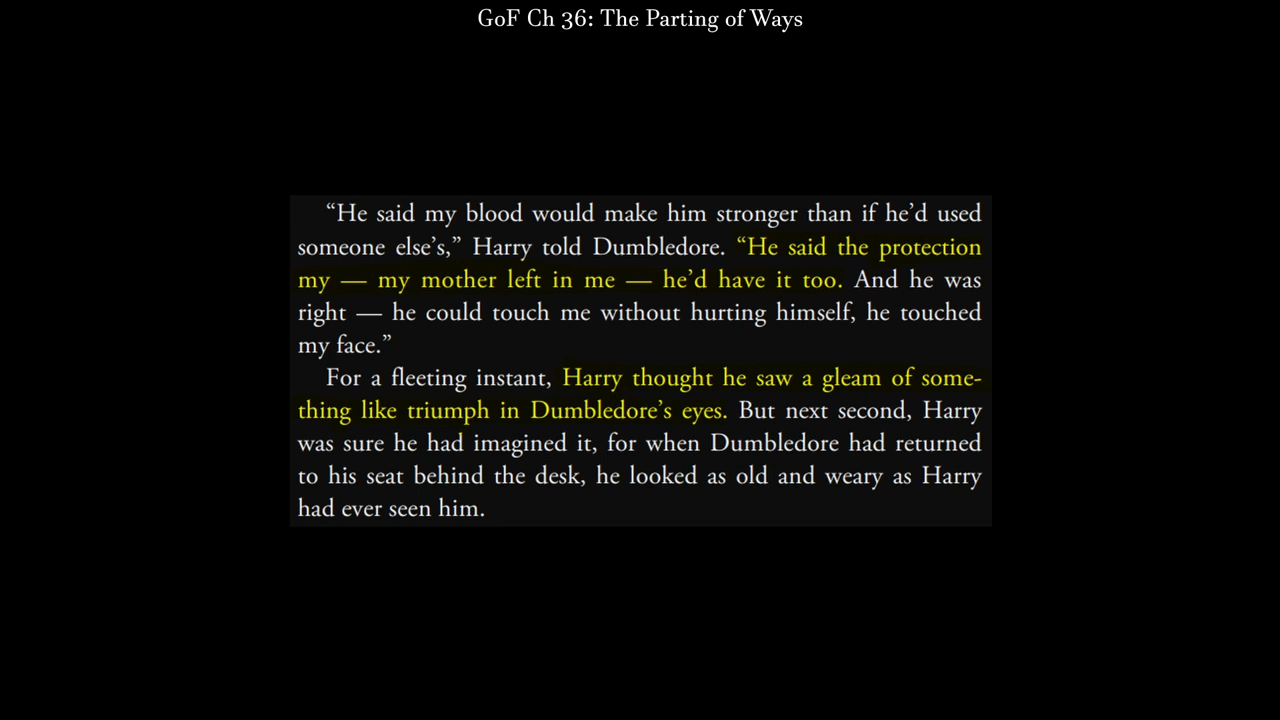 GoF Ch 36: The Parting of Ways
“He said my blood would make him stronger than if he’d used
someone else’s,” Harry told Dumbledore. “He said the protection
my — my mother left in me — he’d have it too. And he was
right — he could touch me without hurting himself, he touched
my face.”
For a fleeting instant, Harry thought he saw a gleam of some-
thing like triumph in Dumbledore’s eyes. But next second, Harry
was sure he had imagined it, for when Dumbledore had returned
to his seat behind the desk, he looked as old and weary as Harry
had ever seen him.